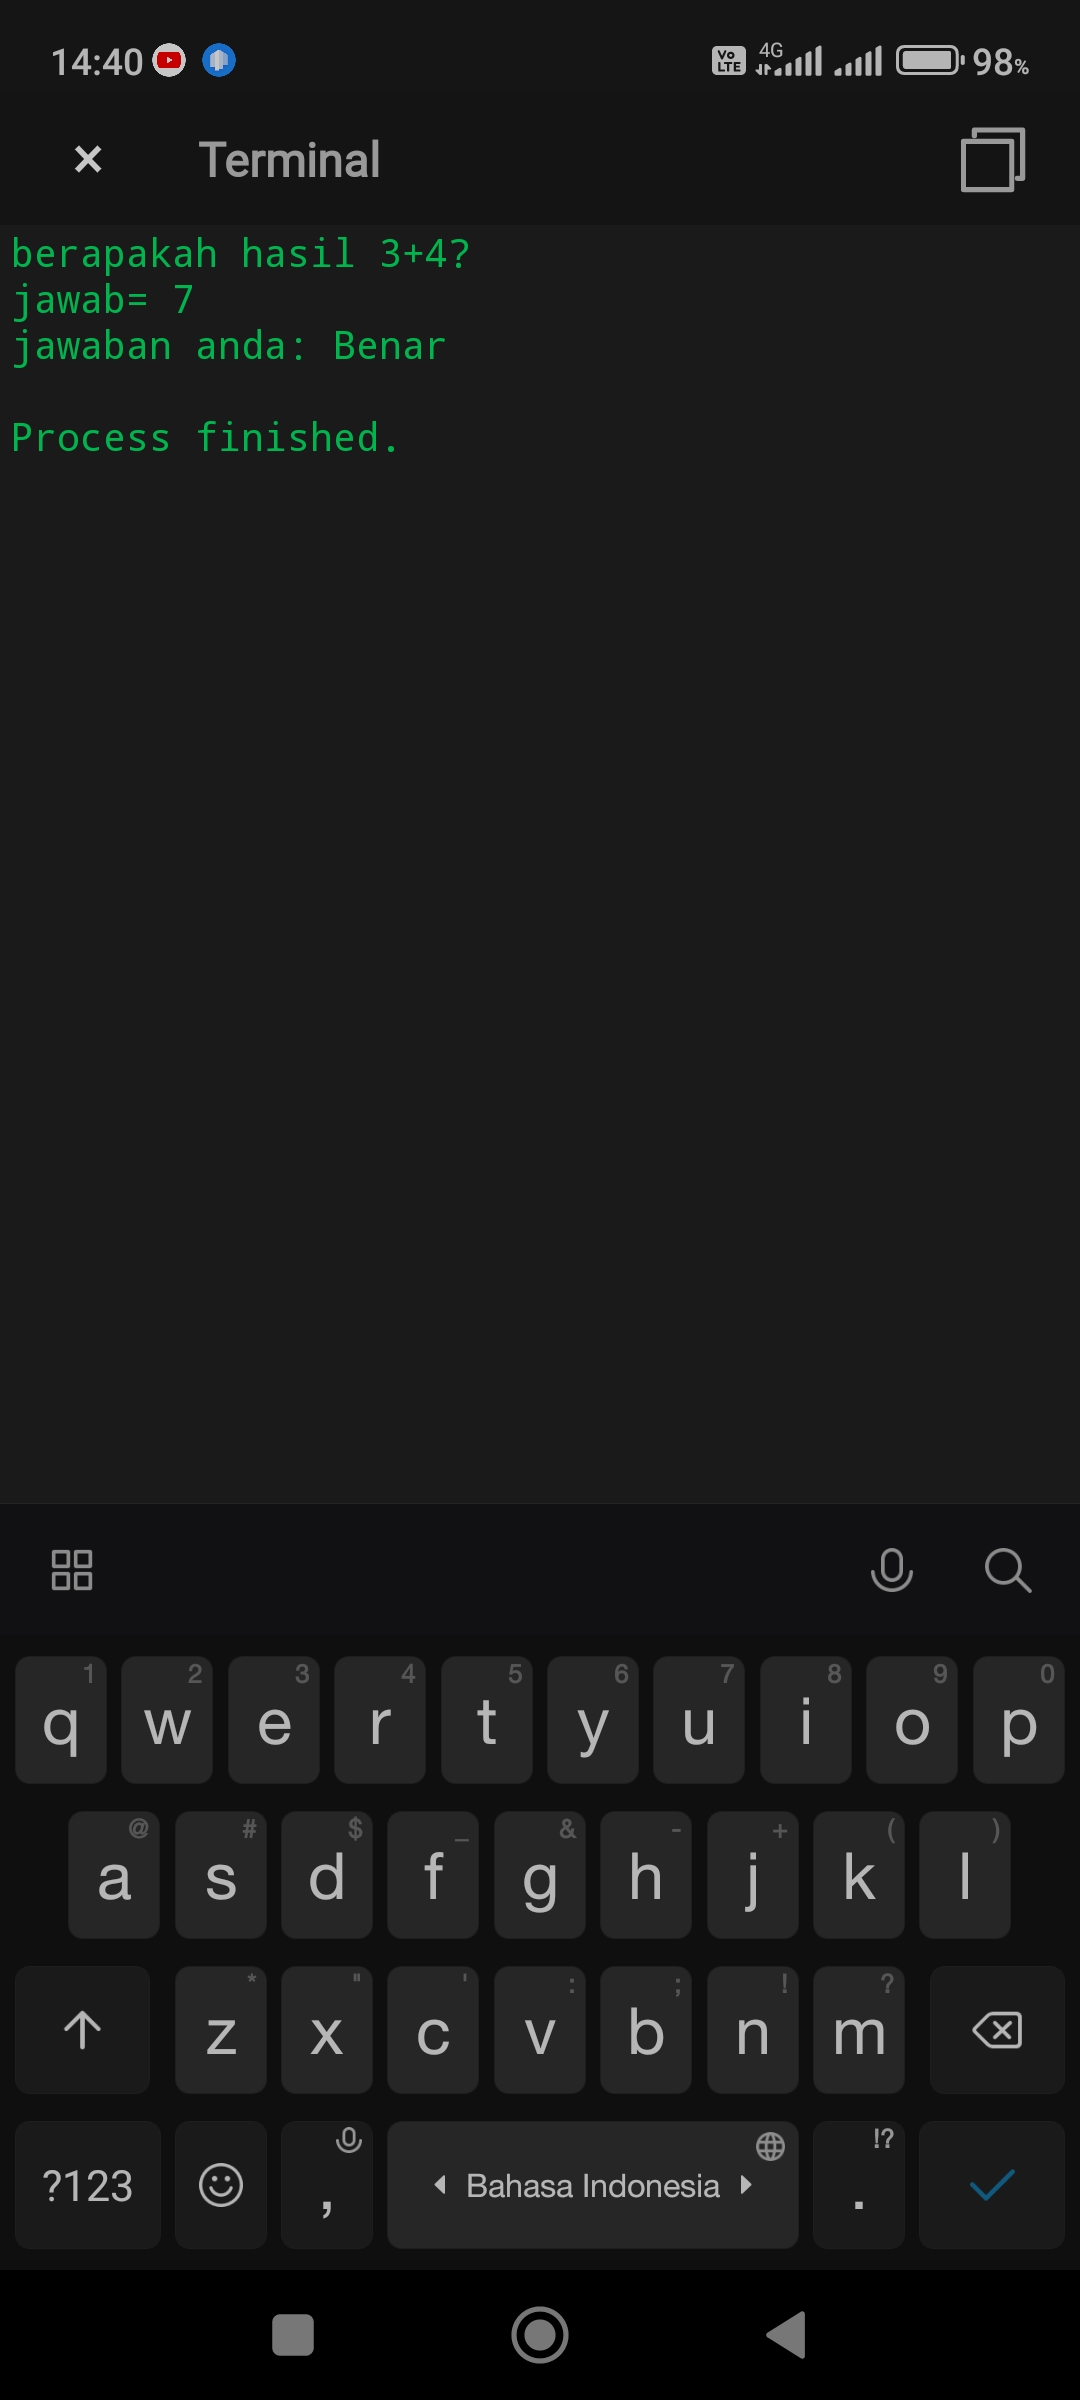 14:40 Vo LTE 4G 98%
Terminal
berapakah hasil 3+4?
jawab= 7
jawaban anda: Benar
Process finished.
1 2 3 4 5 6 7 8 9 0
q w e r t y u i o p
@ # $ _ & - + ( )
a s d f g h j k l
* " ' : ; ! ?
z x c v b n m
!?
?123 , Bahasa Indonesia .